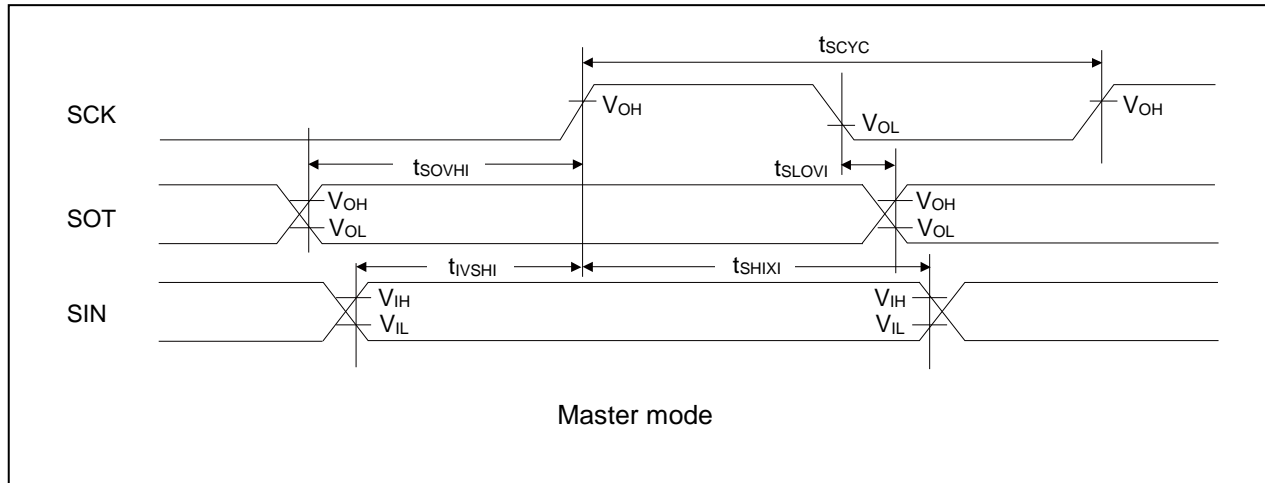 tSCYC
SCK
VOH
VOL
VOH
tSOVHI
tSLOVI
SOT
VOH
VOL
VOH
VOL
tIVSHI
tSHIXI
SIN
VIH
VIL
VIH
VIL
Master mode